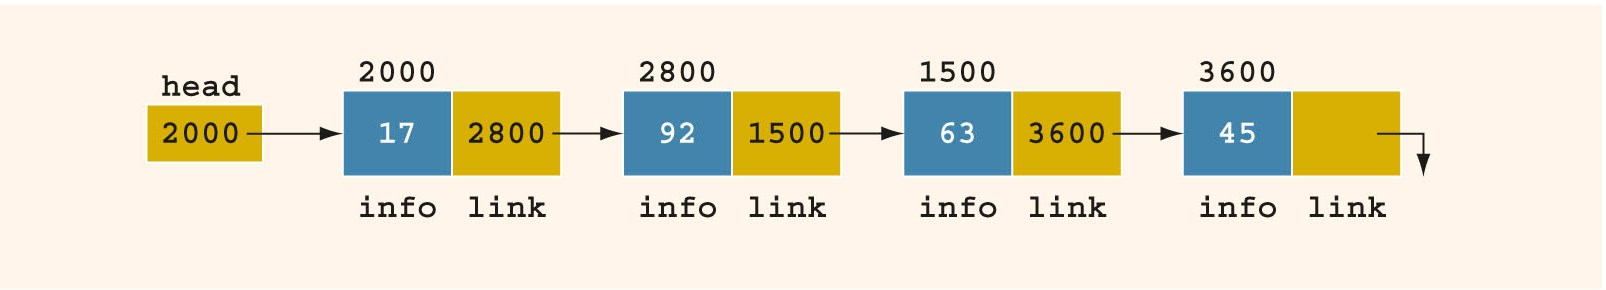 2000 2800 1500 3600
head
2000 17 2800 92 1500 63 3600 45
info link info link info link info link